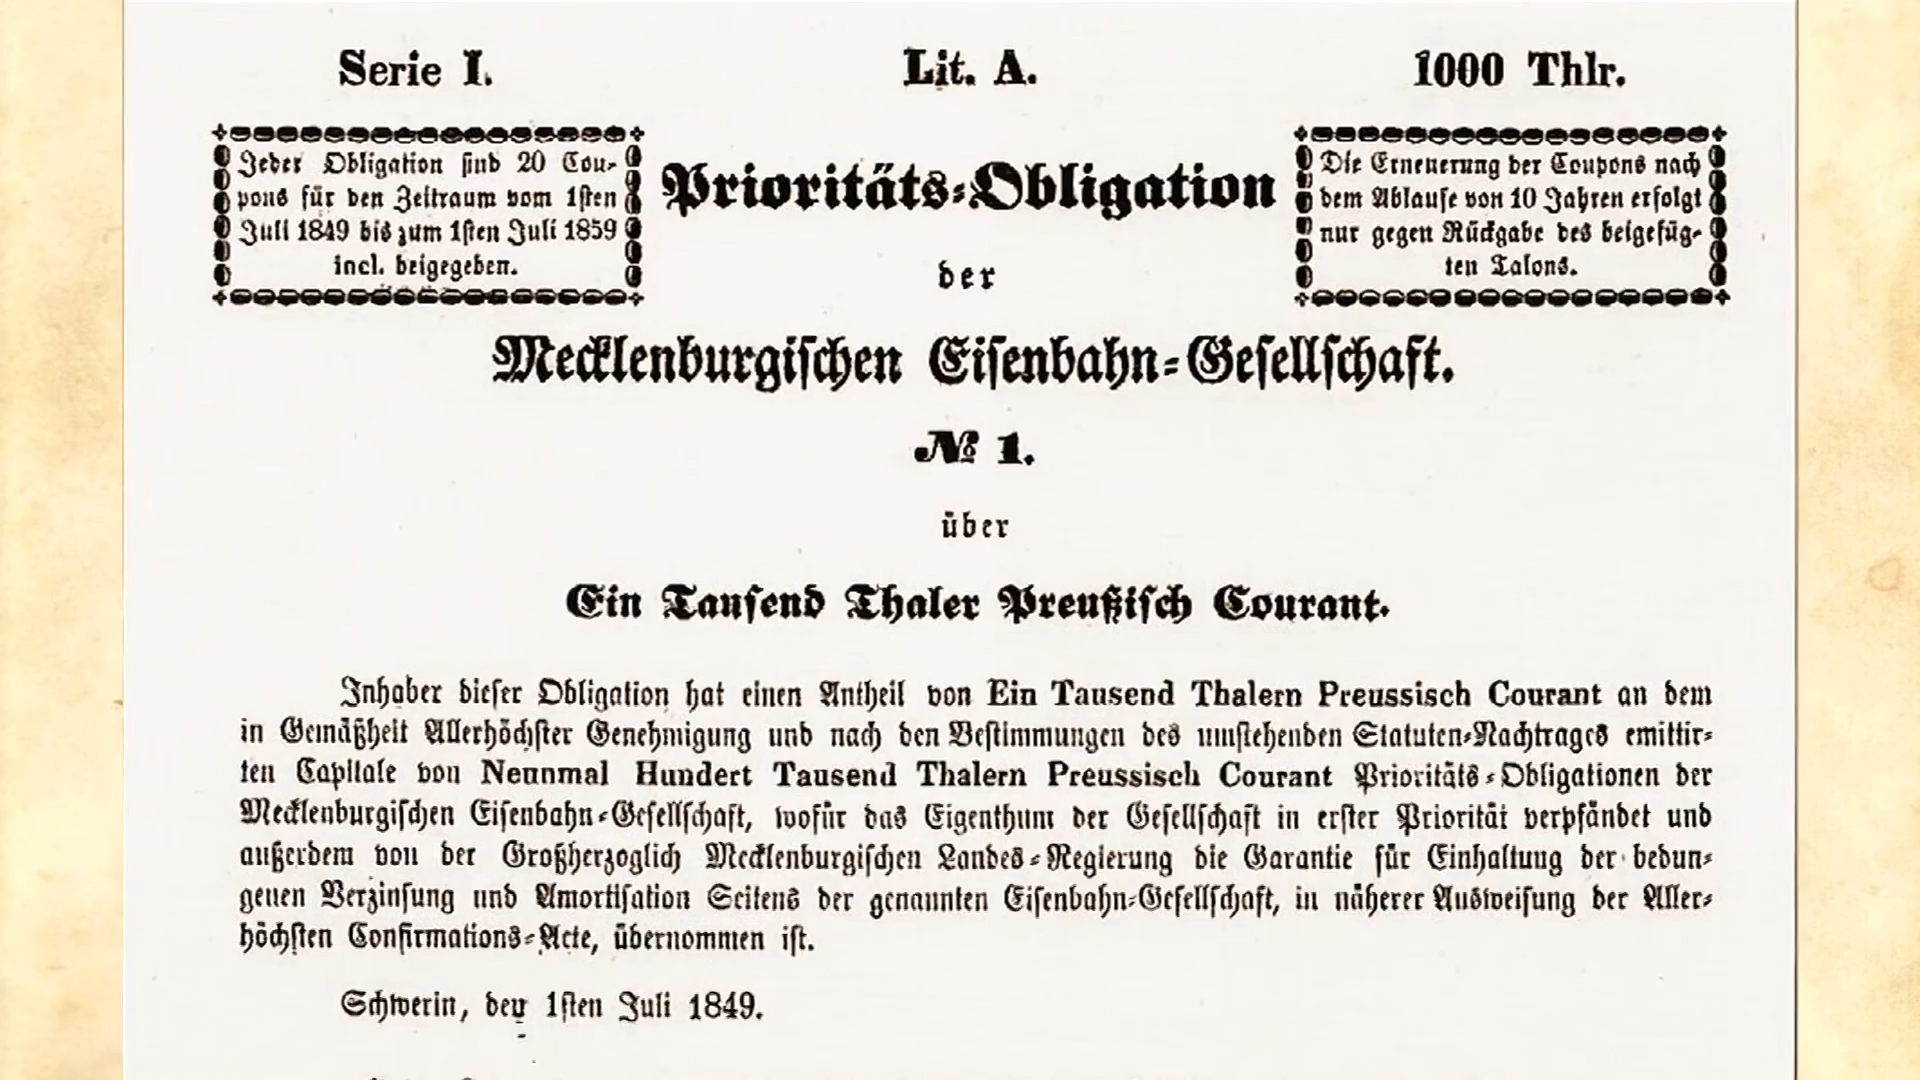 Serie I. Lit. A. 1000 Thlr.
Jeder Obligation sind 20 Cou-
pons für den Zeitraum vom 1sten
Juli 1849 bis zum 1sten Juli 1859
incl. beigegeben.
Prioritäts-Obligation
der
Die Erneuerung der Coupons nach
dem Ablaufe von 10 Jahren erfolgt
nur gegen Rückgabe des beigefüg-
ten Talons.
Mecklenburgischen Eisenbahn-Gesellschaft.
№ 1.
über
Ein Tausend Thaler Preußisch Courant.
Inhaber dieser Obligation hat einen Antheil von Ein Tausend Thalern Preussisch Courant an dem
in Gemäßheit Allerhöchster Genehmigung und nach den Bestimmungen des umstehenden Statuten-Nachtrages emittir-
ten Capitale von Neunmal Hundert Tausend Thalern Preussisch Courant Prioritäts-Obligationen der
Mecklenburgischen Eisenbahn-Gesellschaft, wofür das Eigenthum der Gesellschaft in erster Priorität verpfändet und
außerdem von der Großherzoglich Mecklenburgischen Landes-Regierung die Garantie für Einhaltung der bedun-
genen Verzinsung und Amortisation Seitens der genannten Eisenbahn-Gesellschaft, in näherer Ausweisung der Aller-
höchsten Confirmations-Acte, übernommen ist.
Schwerin, den 1sten Juli 1849.